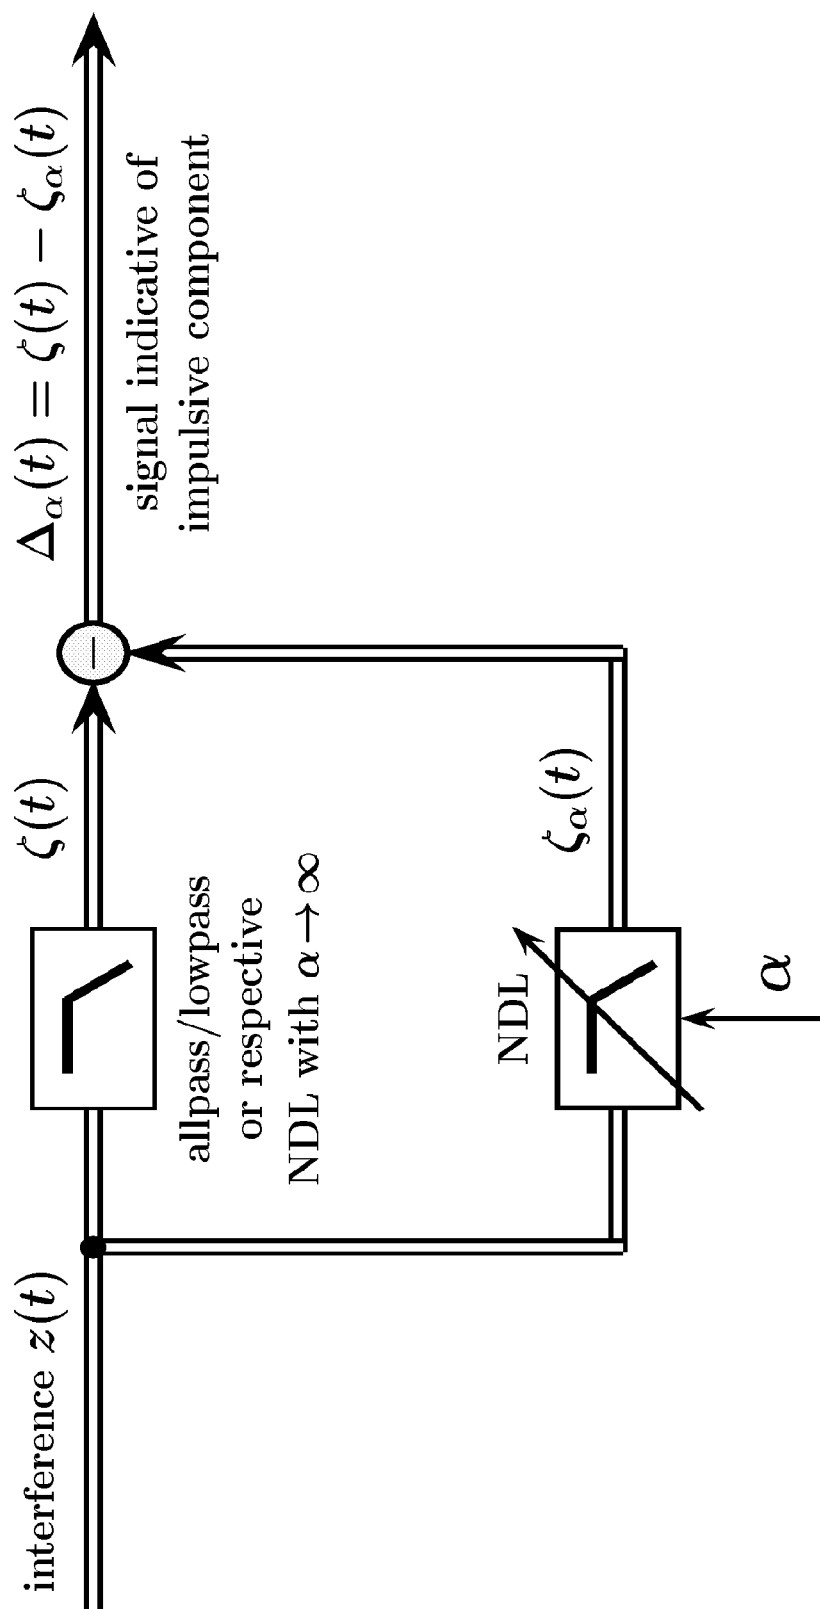 interference z(t)
ζ(t)
Δα(t) = ζ(t) − ζα(t)
−
signal indicative of
impulsive component
allpass/lowpass
or respective
NDL with α→∞
NDL
ζα(t)
α